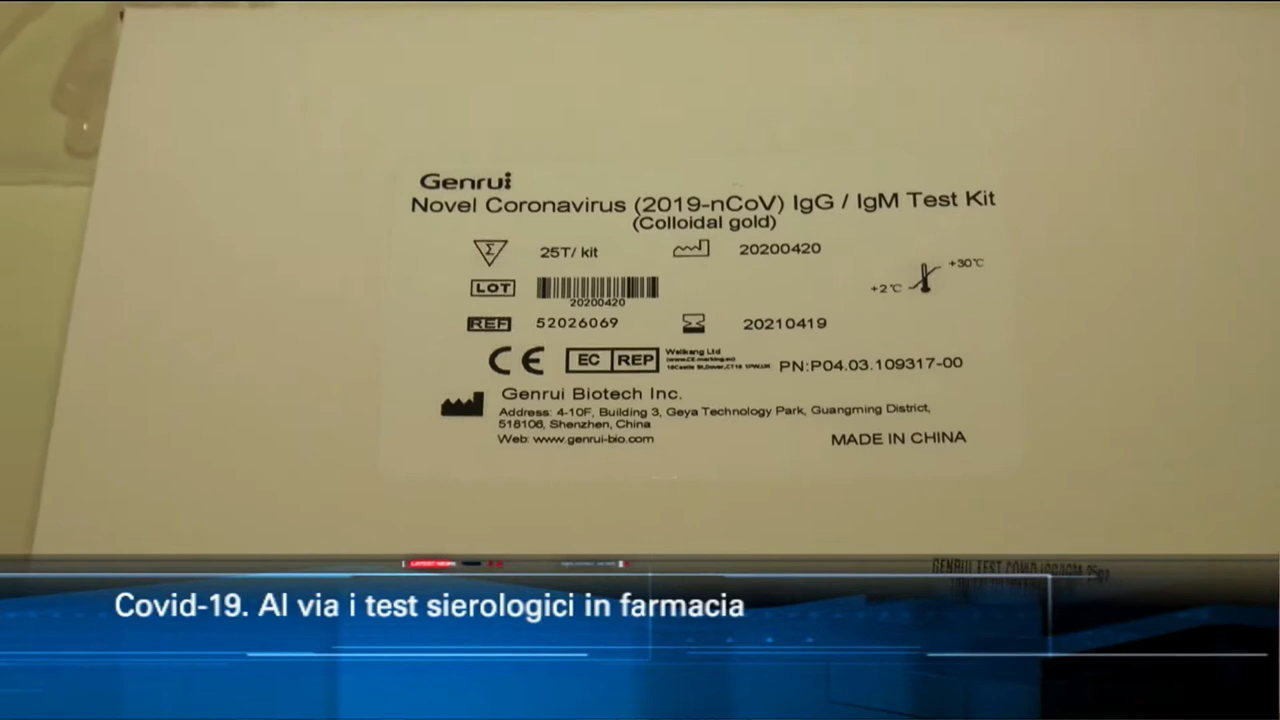 Genrui
Novel Coronavirus (2019-nCoV) IgG / IgM Test Kit
(Colloidal gold)
Σ 25T/ kit 20200420
LOT 20200420
+2℃ +30℃
REF 52026069 20210419
CE EC REP Wellkang Ltd
PN:P04.03.109317-00
Genrui Biotech Inc.
Address: 4-10F, Building 3, Geya Technology Park, Guangming District,
518106, Shenzhen, China
Web: www.genrui-bio.com
MADE IN CHINA
LATEST NEWS
Covid-19. Al via i test sierologici in farmacia